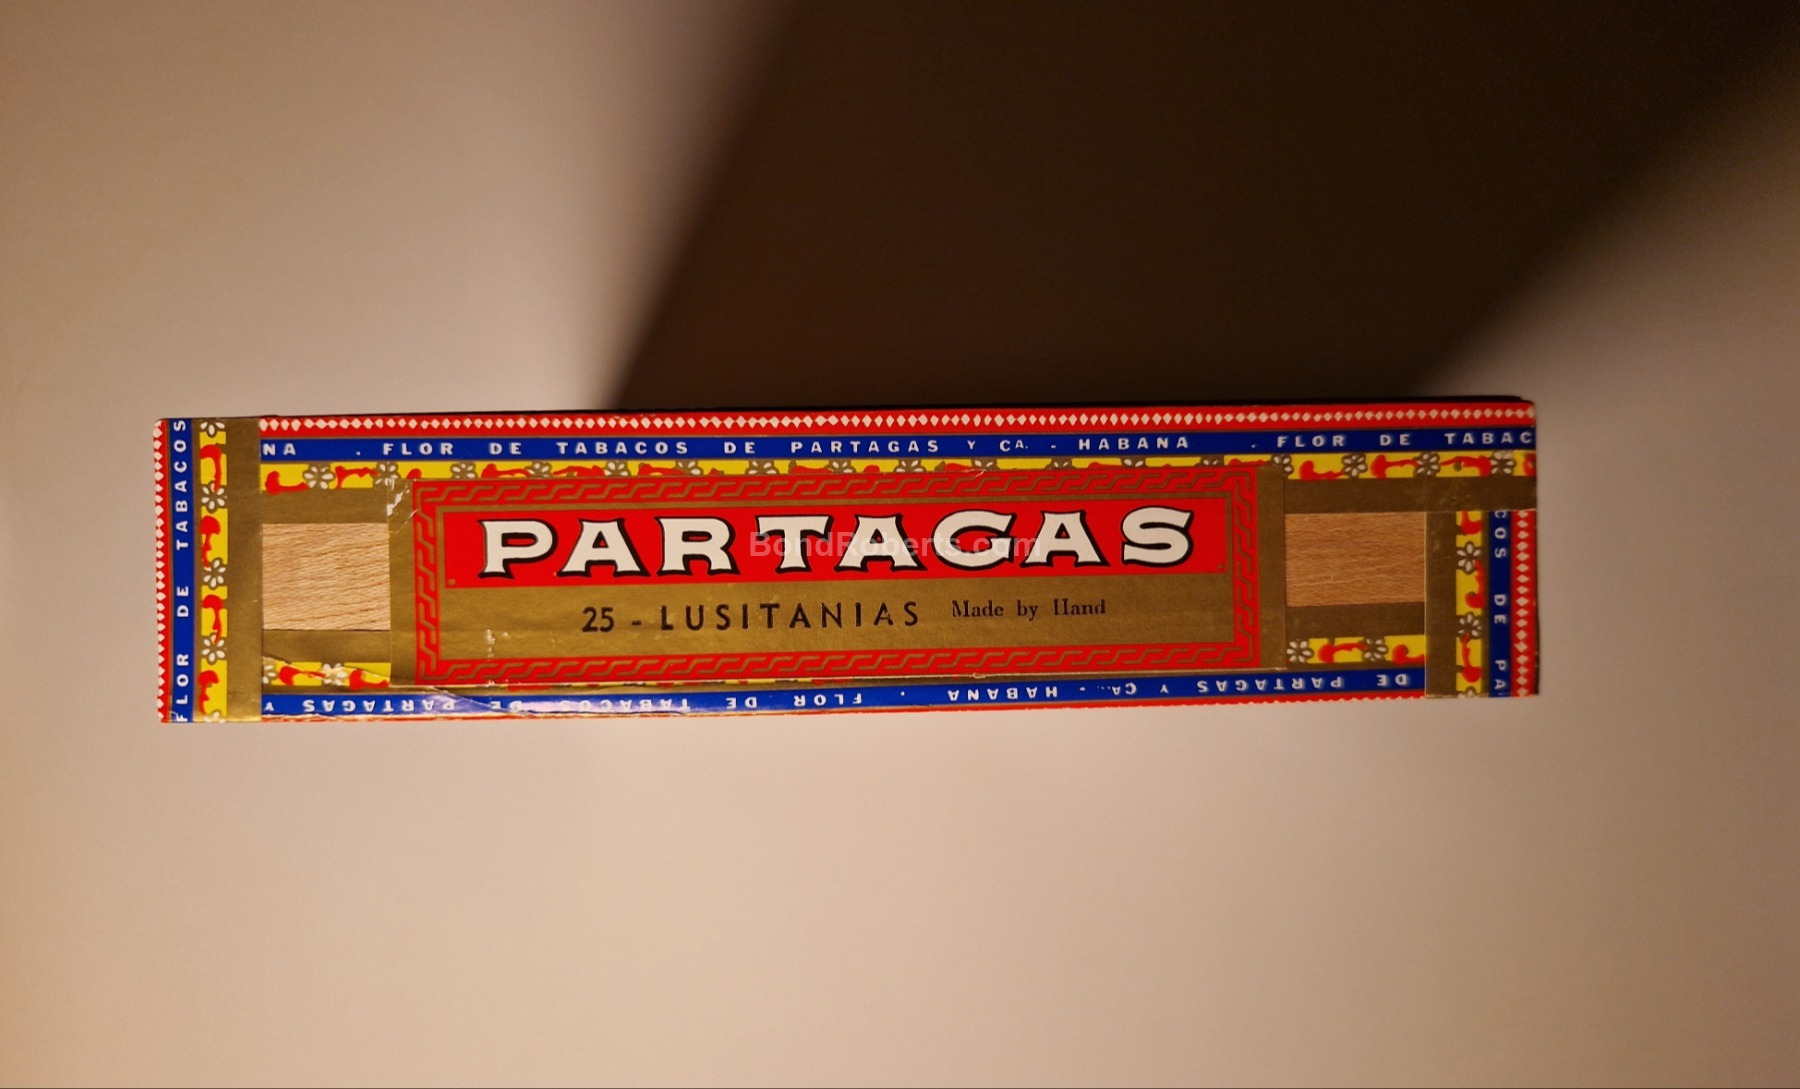 NA . FLOR DE TABACOS DE PARTAGAS Y CA. - HABANA . FLOR DE TABAC
FLOR DE TABACOS
PARTAGAS
BondRoberts.com
25 - LUSITANIAS Made by Hand
COS DE PA
DE PARTAGAS Y CA. - HABANA . FLOR DE TABACOS DE PARTAGAS Y